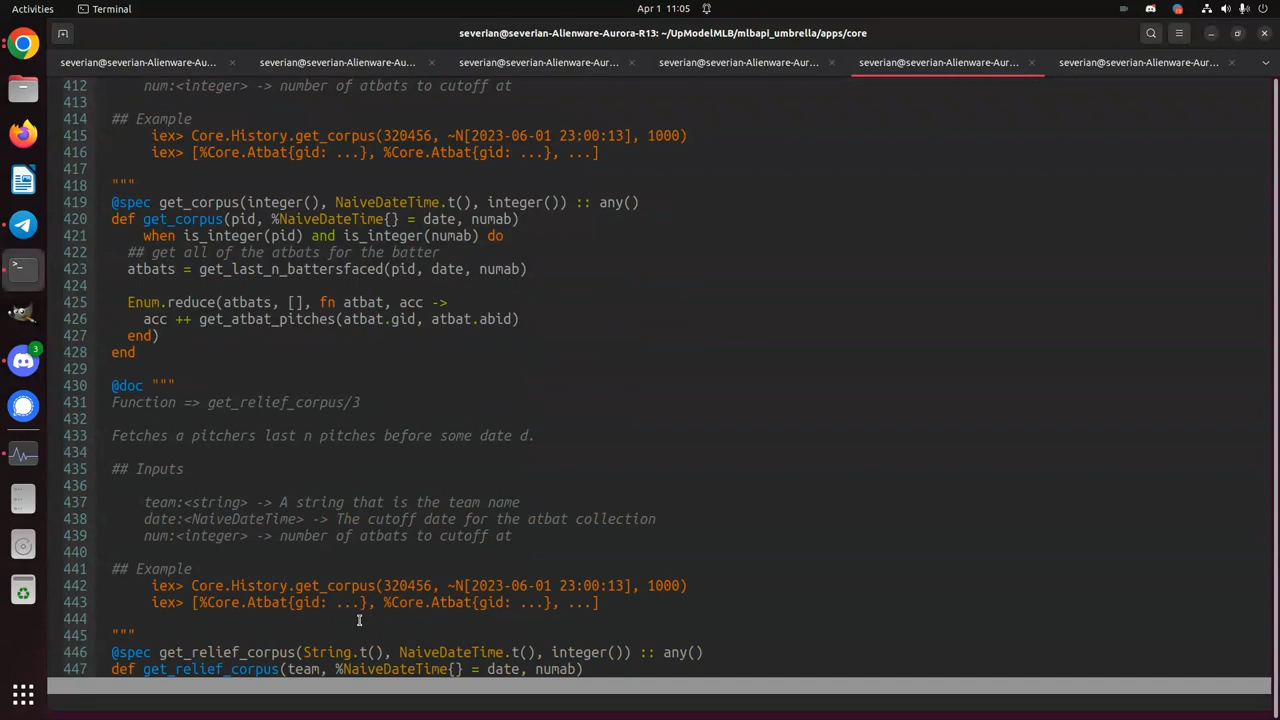 Activities
Terminal
Apr 1 11:05
severian@severian-Alienware-Aurora-R13: ~/UpModelMLB/mlbapi_umbrella/apps/core
severian@severian-Alienware-Au... ×
severian@severian-Alienware-Au... ×
severian@severian-Alienware-Aur... ×
severian@severian-Alienware-Aur... ×
severian@severian-Alienware-Aur... ×
severian@severian-Alienware-Aur... ×
3
412 num:<integer> -> number of atbats to cutoff at
413
414 ## Example
415 iex> Core.History.get_corpus(320456, ~N[2023-06-01 23:00:13], 1000)
416 iex> [%Core.Atbat{gid: ...}, %Core.Atbat{gid: ...}, ...]
417
418 """
419 @spec get_corpus(integer(), NaiveDateTime.t(), integer()) :: any()
420 def get_corpus(pid, %NaiveDateTime{} = date, numab)
421 when is_integer(pid) and is_integer(numab) do
422 ## get all of the atbats for the batter
423 atbats = get_last_n_battersfaced(pid, date, numab)
424
425 Enum.reduce(atbats, [], fn atbat, acc ->
426 acc ++ get_atbat_pitches(atbat.gid, atbat.abid)
427 end)
428 end
429
430 @doc """
431 Function => get_relief_corpus/3
432
433 Fetches a pitchers last n pitches before some date d.
434
435 ## Inputs
436
437 team:<string> -> A string that is the team name
438 date:<NaiveDateTime> -> The cutoff date for the atbat collection
439 num:<integer> -> number of atbats to cutoff at
440
441 ## Example
442 iex> Core.History.get_corpus(320456, ~N[2023-06-01 23:00:13], 1000)
443 iex> [%Core.Atbat{gid: ...}, %Core.Atbat{gid: ...}, ...]
444
445 """
446 @spec get_relief_corpus(String.t(), NaiveDateTime.t(), integer()) :: any()
447 def get_relief_corpus(team, %NaiveDateTime{} = date, numab)